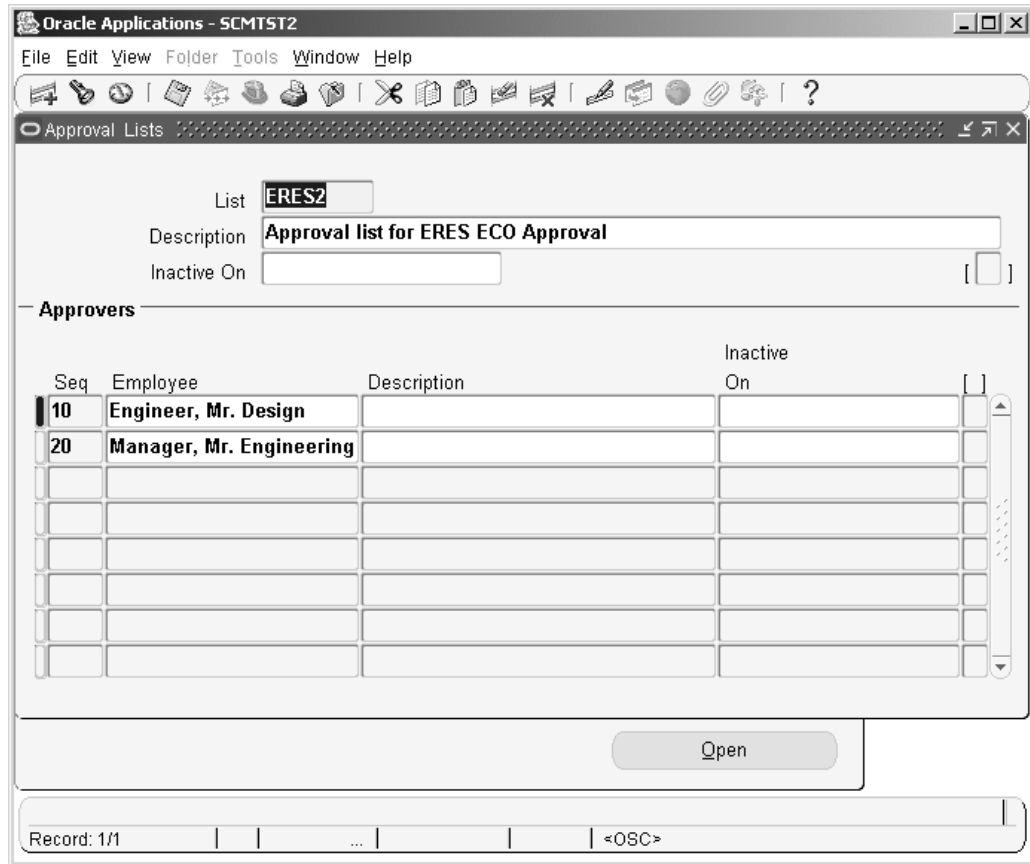 Oracle Applications - SCMTST2
File Edit View Folder Tools Window Help
?
Approval Lists
List ERES2
Description Approval list for ERES ECO Approval
Inactive On [ ]
Approvers
Inactive
Seq Employee Description On [ ]
10 Engineer, Mr. Design
20 Manager, Mr. Engineering
Open
Record: 1/1 ... <OSC>